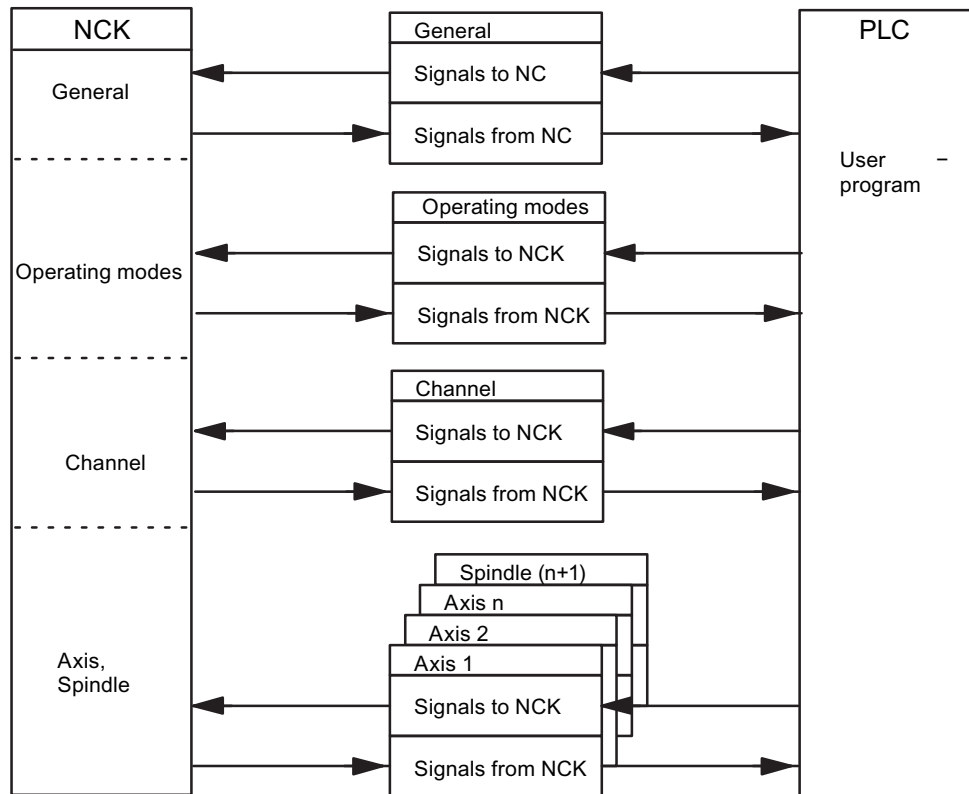 NCK
General
PLC
General
Signals to NC
Signals from NC
User –
program
Operating modes
Operating modes
Signals to NCK
Signals from NCK
Channel
Channel
Signals to NCK
Signals from NCK
Axis,
Spindle
Spindle (n+1)
Axis n
Axis 2
Axis 1
Signals to NCK
Signals from NCK